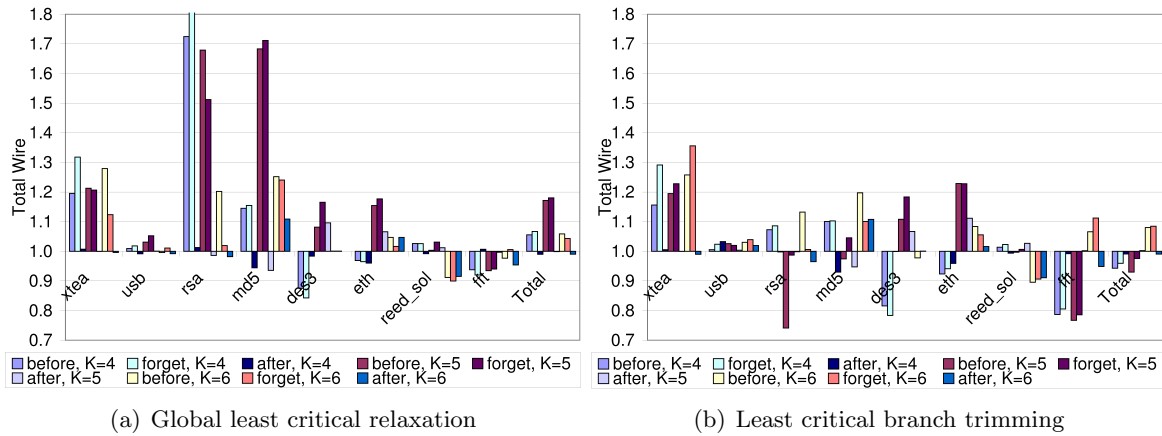 Total Wire
1.8
1.7
1.6
1.5
1.4
1.3
1.2
1.1
1.0
0.9
0.8
0.7
xtea
usb
rsa
md5
des3
eth
reed_sol
fft
Total
before, K=4 forget, K=4 after, K=4 before, K=5 forget, K=5
after, K=5 before, K=6 forget, K=6 after, K=6
(a) Global least critical relaxation
Total Wire
1.8
1.7
1.6
1.5
1.4
1.3
1.2
1.1
1.0
0.9
0.8
0.7
xtea
usb
rsa
md5
des3
eth
reed_sol
fft
Total
before, K=4 forget, K=4 after, K=4 before, K=5 forget, K=5
after, K=5 before, K=6 forget, K=6 after, K=6
(b) Least critical branch trimming